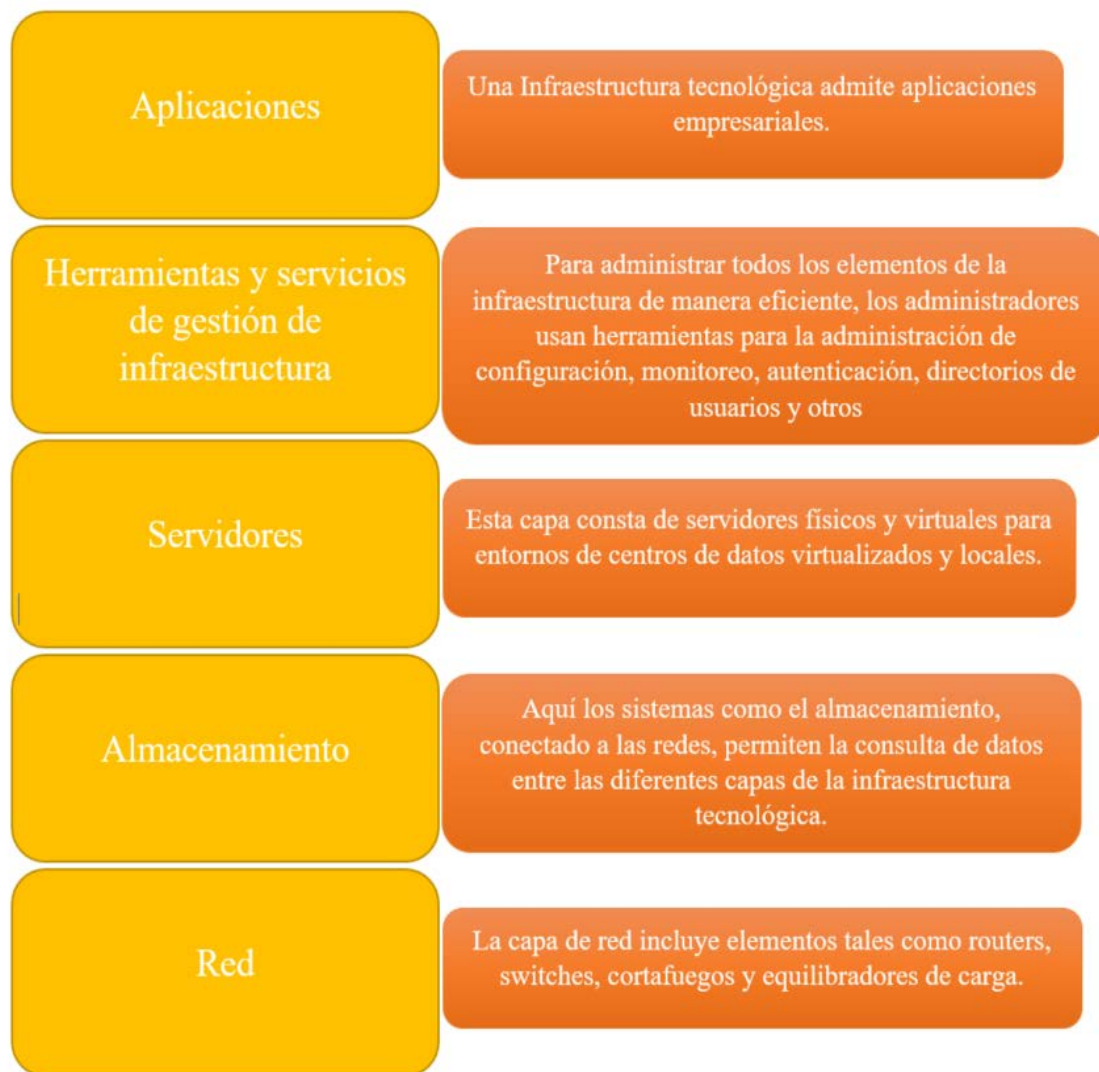 Aplicaciones
Una Infraestructura tecnológica admite aplicaciones
empresariales.
Herramientas y servicios
de gestión de
infraestructura
Para administrar todos los elementos de la
infraestructura de manera eficiente, los administradores
usan herramientas para la administración de
configuración, monitoreo, autenticación, directorios de
usuarios y otros
Servidores
Esta capa consta de servidores físicos y virtuales para
entornos de centros de datos virtualizados y locales.
Almacenamiento
Aquí los sistemas como el almacenamiento,
conectado a las redes, permiten la consulta de datos
entre las diferentes capas de la infraestructura
tecnológica.
Red
La capa de red incluye elementos tales como routers,
switches, cortafuegos y equilibradores de carga.